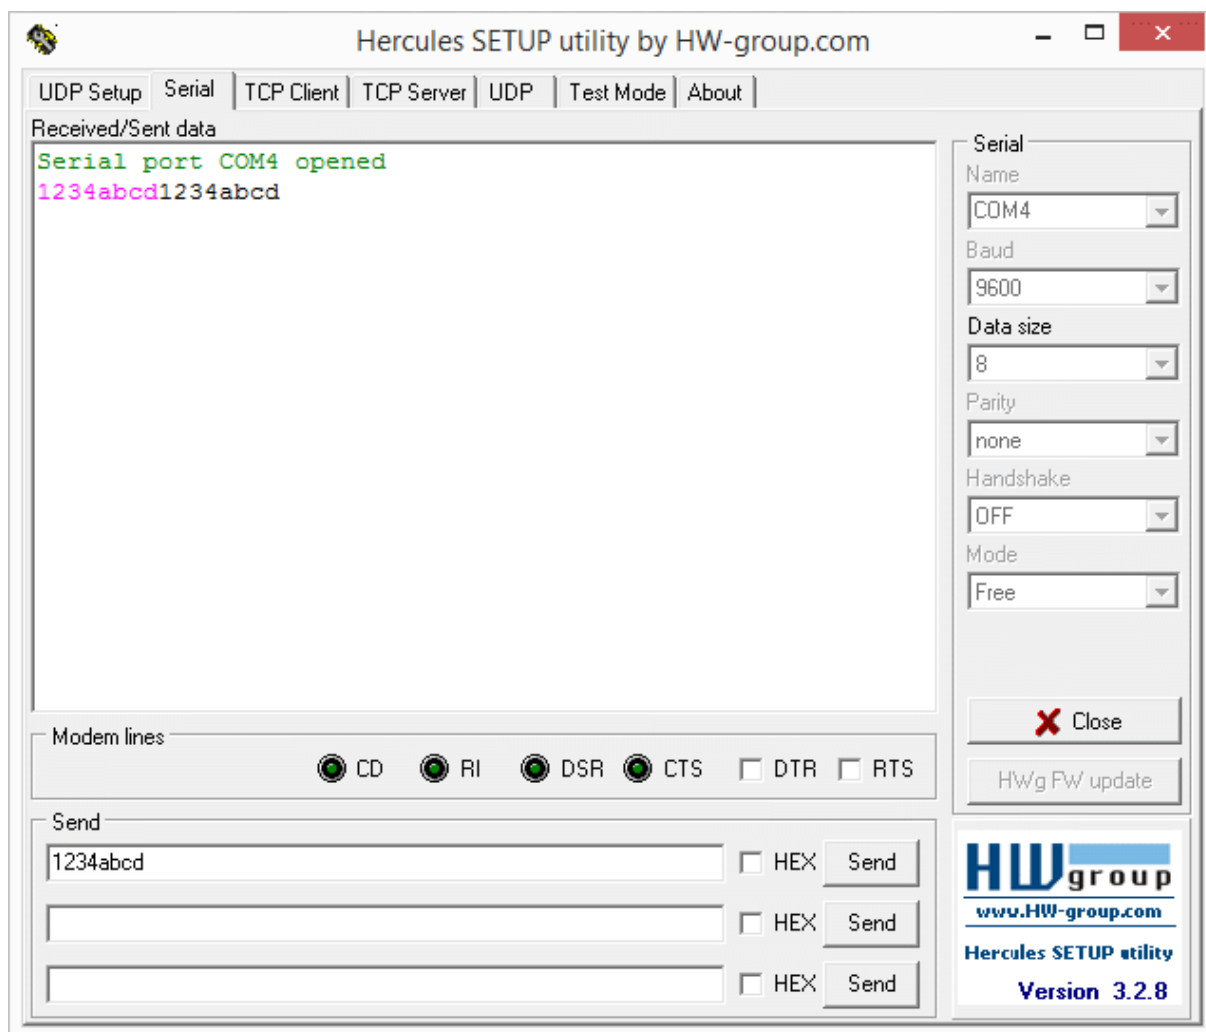 Hercules SETUP utility by HW-group.com
UDP Setup Serial TCP Client TCP Server UDP Test Mode About
Received/Sent data
Serial port COM4 opened
1234abcd1234abcd
Serial
Name
COM4
Baud
9600
Data size
8
Parity
none
Handshake
OFF
Mode
Free
Close
HWg FW update
Modem lines
CD RI DSR CTS DTR RTS
Send
1234abcd HEX Send
HEX Send
HEX Send
HW group
www.HW-group.com
Hercules SETUP utility
Version 3.2.8